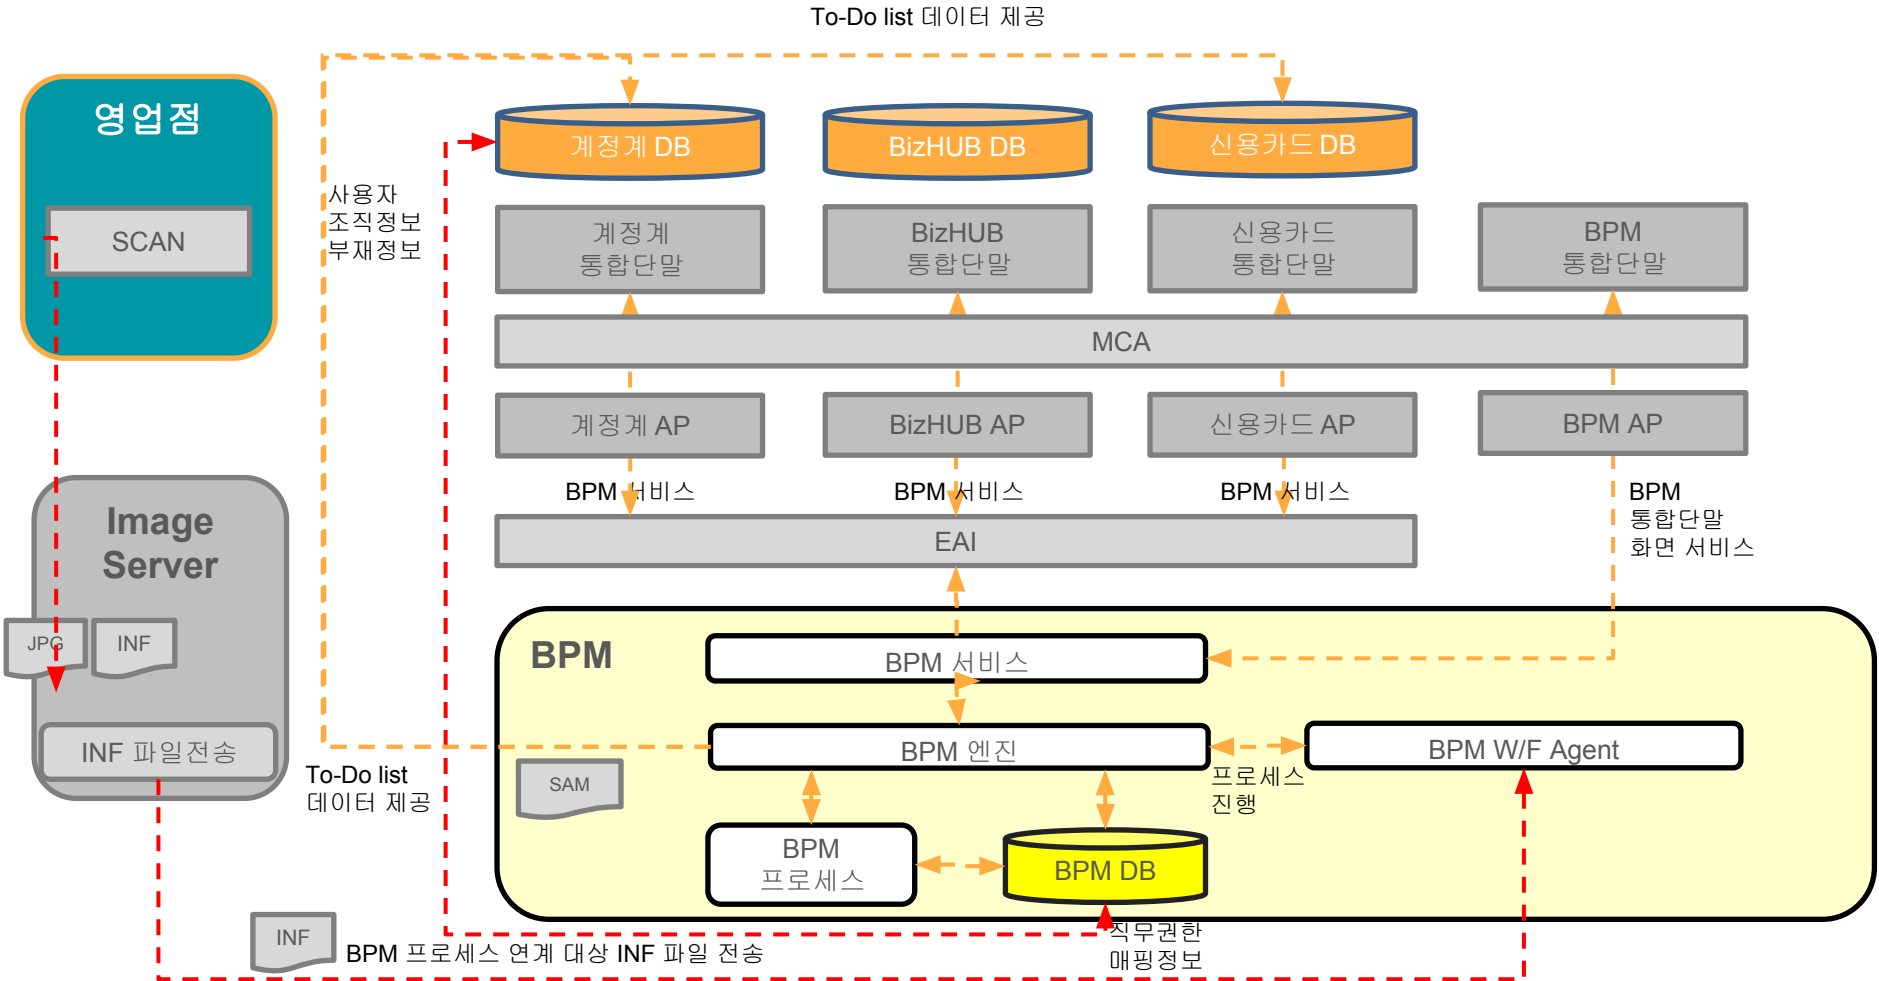 To-Do list 데이터 제공
영업점
SCAN
사용자
조직정보
부재정보
계정계 DB
BizHUB DB
신용카드 DB
계정계
통합단말
BizHUB
통합단말
신용카드
통합단말
BPM
통합단말
MCA
계정계 AP
BizHUB AP
신용카드 AP
BPM AP
BPM 서비스
BPM 서비스
BPM 서비스
BPM
통합단말
화면 서비스
EAI
Image
Server
JPG
INF
INF 파일전송
BPM
BPM 서비스
BPM 엔진
BPM W/F Agent
To-Do list
데이터 제공
SAM
프로세스
진행
BPM
프로세스
BPM DB
INF
BPM 프로세스 연계 대상 INF 파일 전송
직무권한
매핑정보